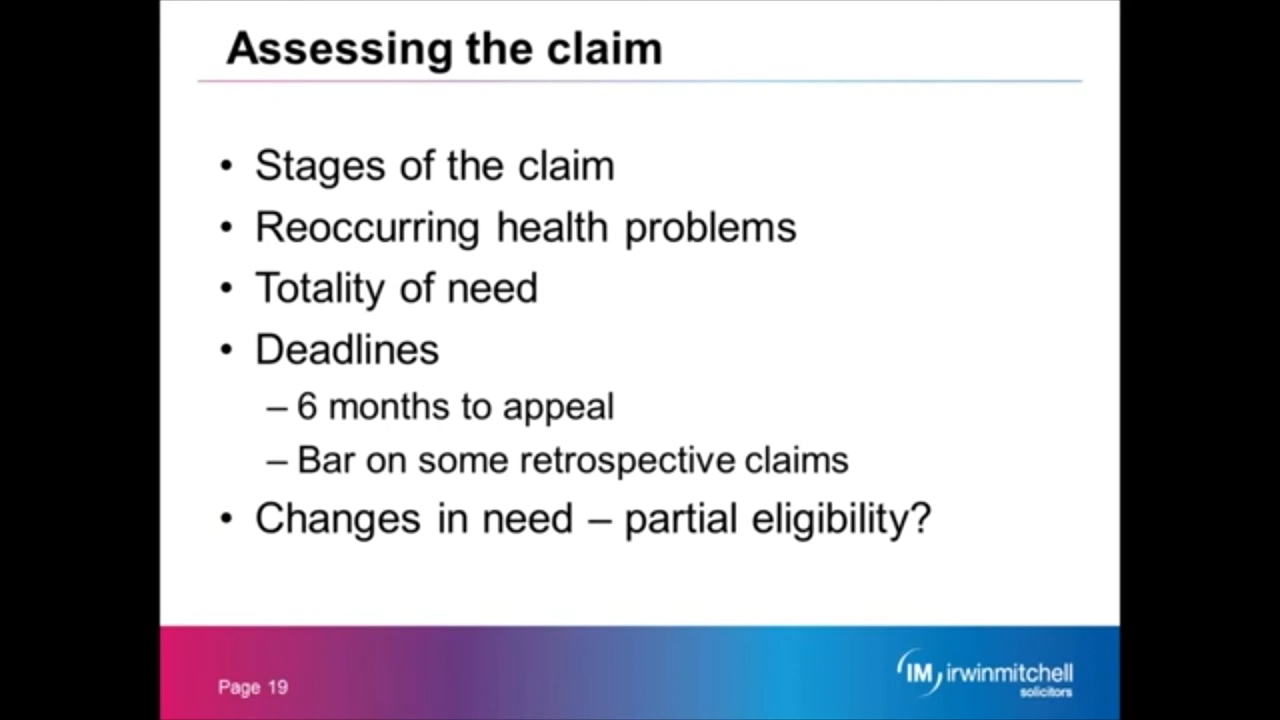 Assessing the claim
• Stages of the claim
• Reoccurring health problems
• Totality of need
• Deadlines
– 6 months to appeal
– Bar on some retrospective claims
• Changes in need – partial eligibility?
Page 19
IM irwinmitchell
solicitors